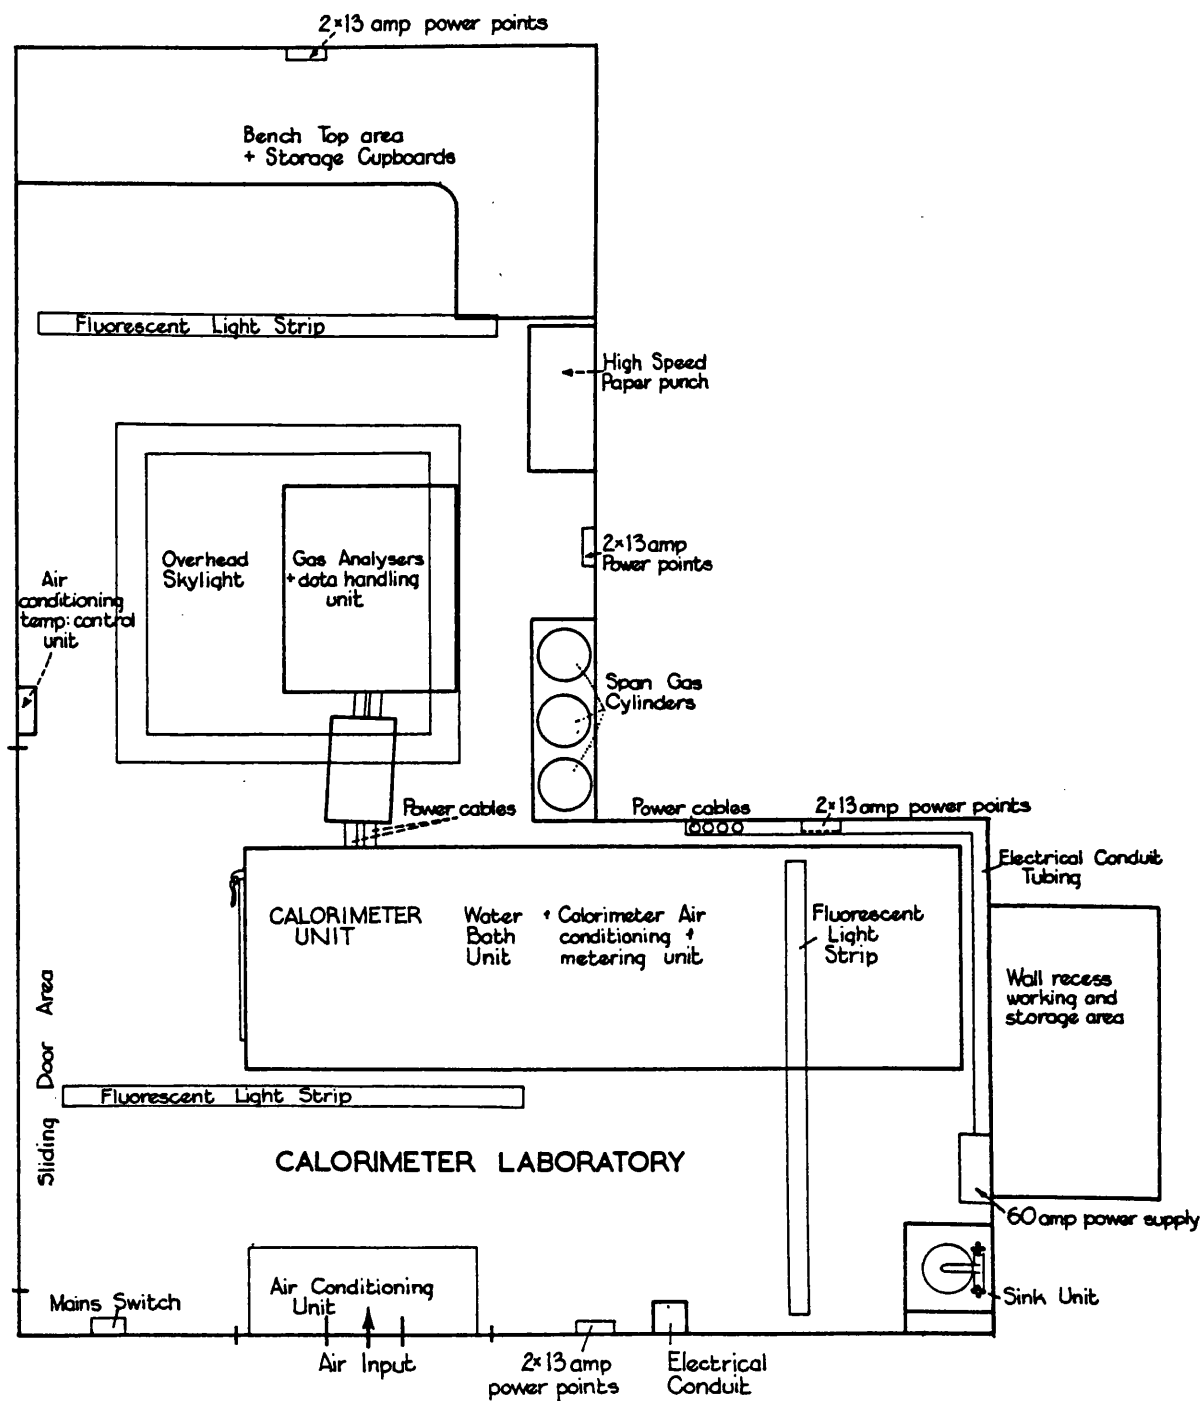 2×13 amp power points
Bench Top area
+ Storage Cupboards
Fluorescent Light Strip
High Speed
Paper punch
2×13 amp
Power points
Overhead
Skylight
Gas Analysers
+ data handling
unit
Air
conditioning
temp: control
unit
Span Gas
Cylinders
Power cables
Power cables
2×13 amp power points
Electrical Conduit
Tubing
CALORIMETER
UNIT
Water
Bath
Unit
+ Calorimeter Air
conditioning +
metering unit
Fluorescent
Light
Strip
Wall recess
working and
storage area
Sliding Door Area
Fluorescent Light Strip
CALORIMETER LABORATORY
60 amp power supply
Mains Switch
Air Conditioning
Unit
Sink Unit
Air Input
2×13 amp
power points
Electrical
Conduit